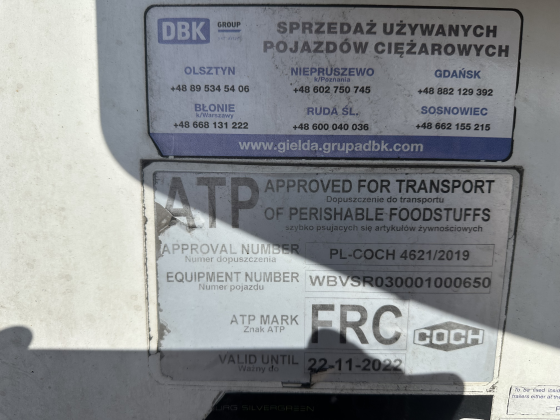 DBK GROUP
SPRZEDAŻ UŻYWANYCH
POJAZDÓW CIĘŻAROWYCH
OLSZTYN
+48 89 534 54 06
NIEPRUSZEWO
k/Poznania
+48 602 750 745
GDAŃSK
+48 882 129 392
BŁONIE
k/Warszawy
+48 668 131 222
RUDA ŚL.
+48 600 040 036
SOSNOWIEC
+48 662 155 215
www.gielda.grupadbk.com
ATP APPROVED FOR TRANSPORT
Dopuszczenie do transportu
OF PERISHABLE FOODSTUFFS
szybko psujących się artykułów żywnościowych
APPROVAL NUMBER PL-COCH 4621/2019
Numer dopuszczenia
EQUIPMENT NUMBER WBVSR030001000650
Numer pojazdu
ATP MARK FRC COCH
Znak ATP
VALID UNTIL 22-11-2022
Ważny do